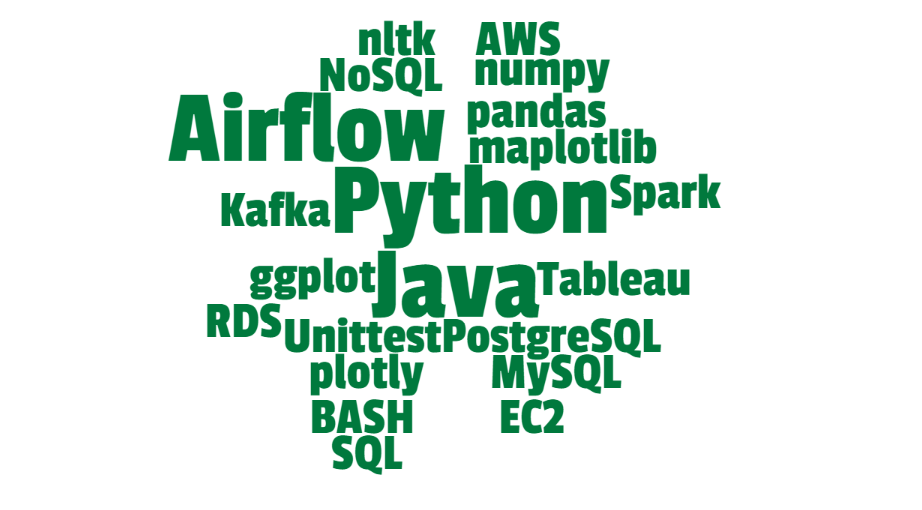 nltk AWS
NoSQL numpy
Airflow pandas
maplotlib
Kafka Python Spark
ggplot Java Tableau
RDS Unittest PostgreSQL
plotly MySQL
BASH EC2
SQL